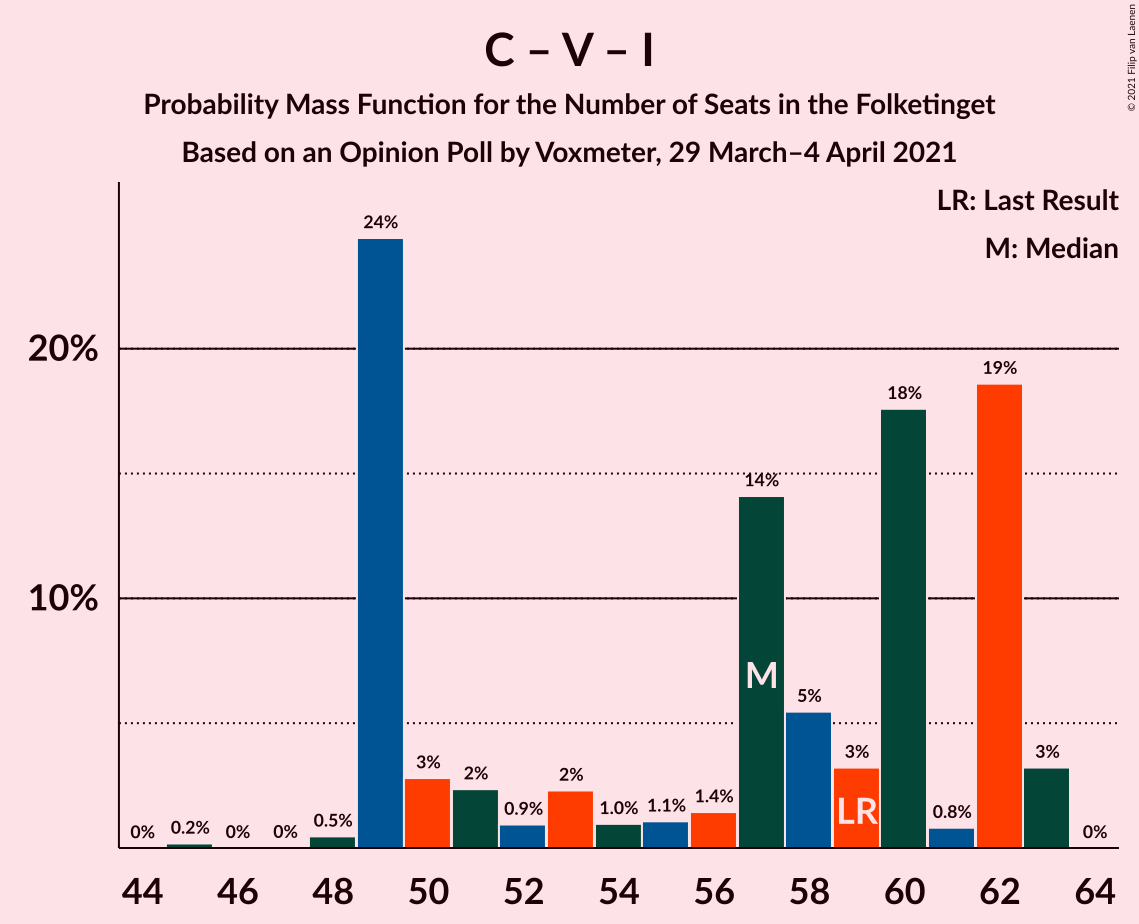 C – V – I
Probability Mass Function for the Number of Seats in the Folketinget
Based on an Opinion Poll by Voxmeter, 29 March–4 April 2021
© 2021 Filip van Laenen
LR: Last Result
M: Median
20%
10%
0%
0.2%
0%
0%
0.5%
24%
3%
2%
0.9%
2%
1.0%
1.1%
1.4%
14%
5%
3%
18%
0.8%
19%
3%
0%
M
LR
44 46 48 50 52 54 56 58 60 62 64